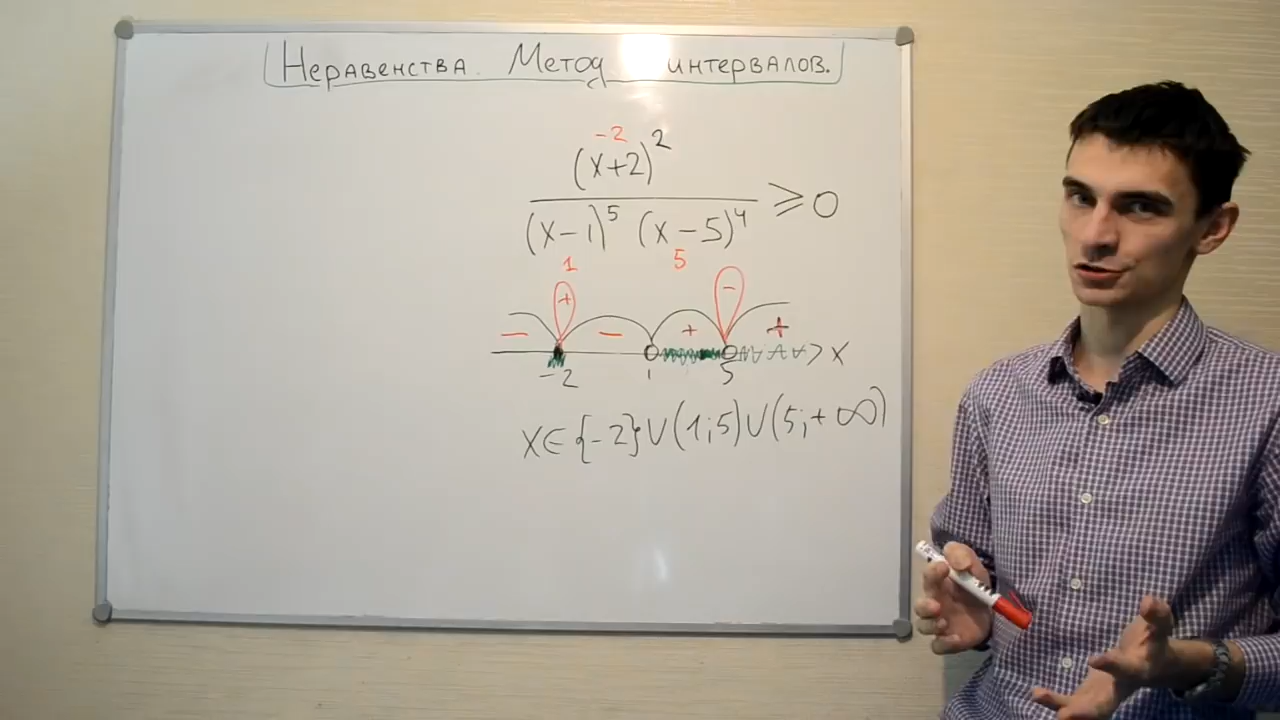 Неравенства. Метод интервалов.
-2
(x+2)²
(x-1)⁵ (x-5)⁴ ≥ 0
1 5
+ -
- - + +
-2 1 5 x
x∈{-2}∪(1;5)∪(5;+∞)